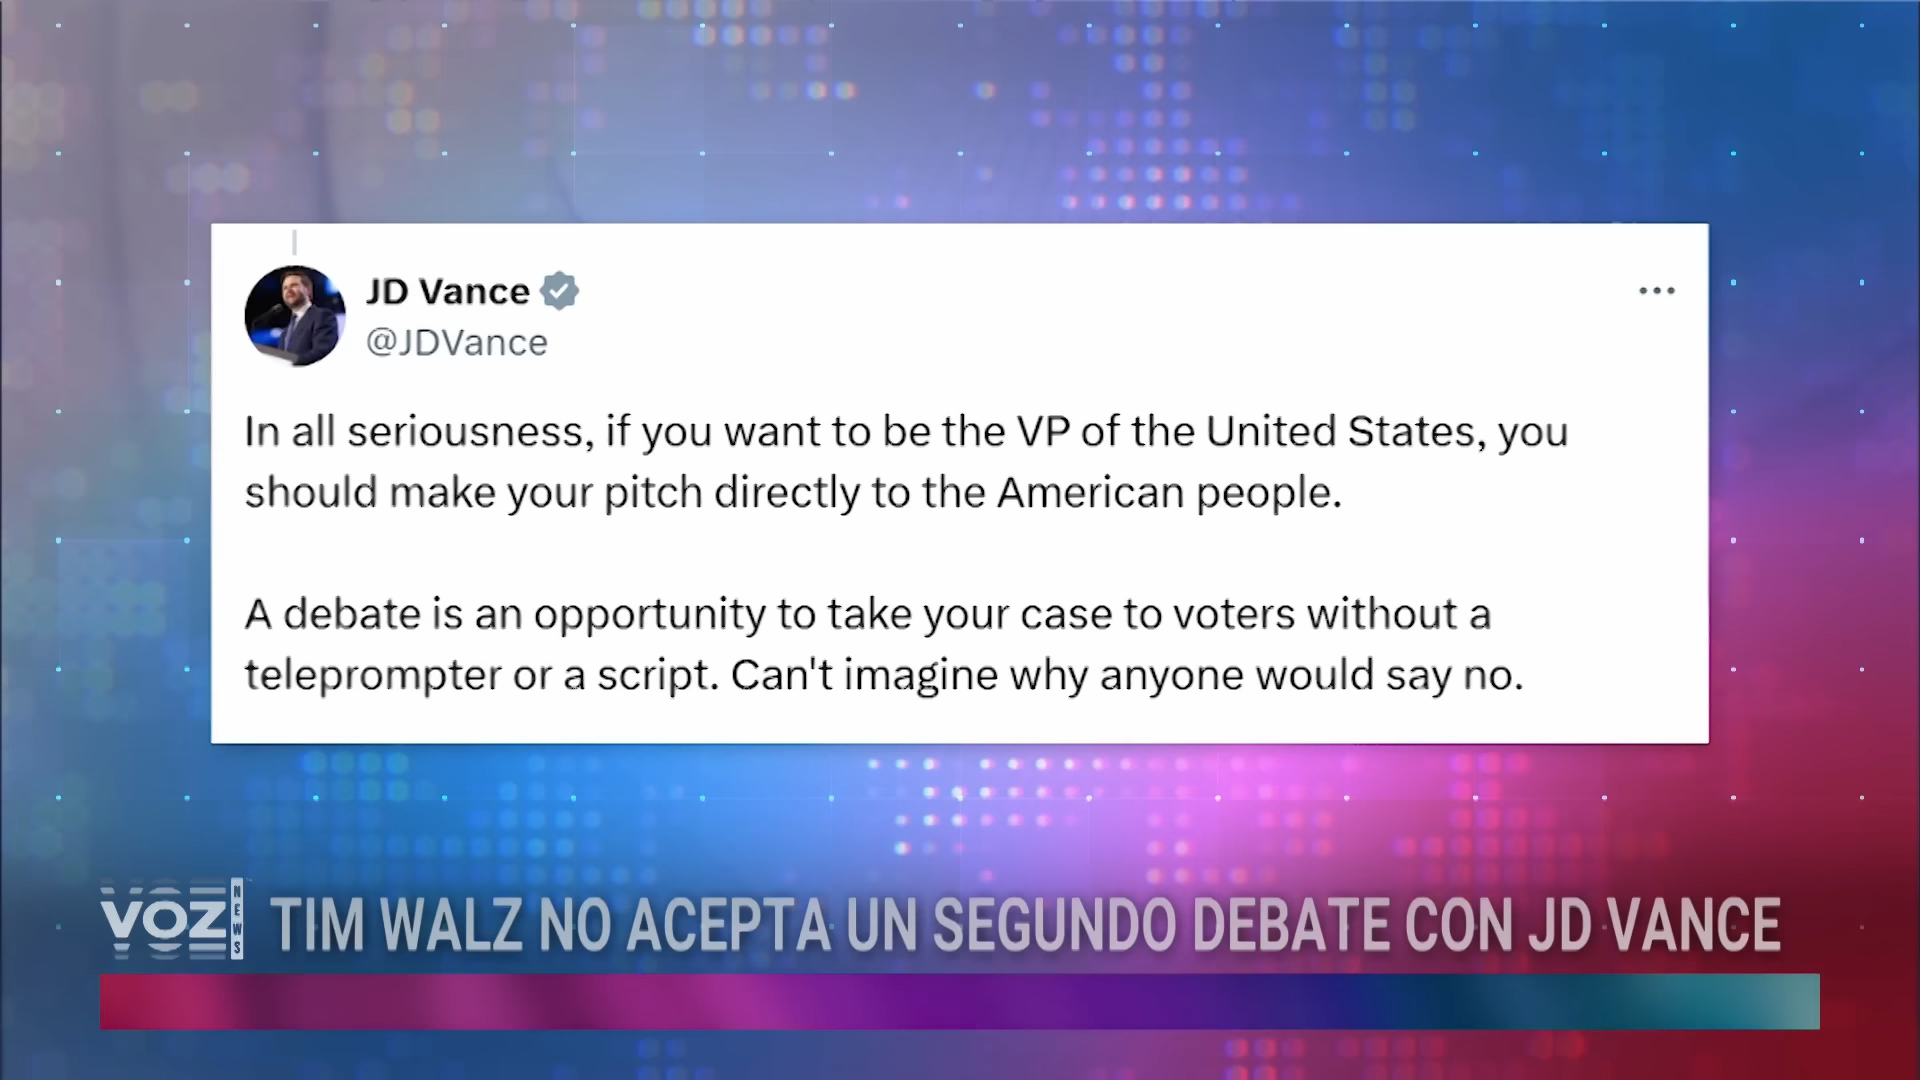 JD Vance
@JDVance
In all seriousness, if you want to be the VP of the United States, you
should make your pitch directly to the American people.
A debate is an opportunity to take your case to voters without a
teleprompter or a script. Can't imagine why anyone would say no.
VOZ NEWS
TIM WALZ NO ACEPTA UN SEGUNDO DEBATE CON JD VANCE